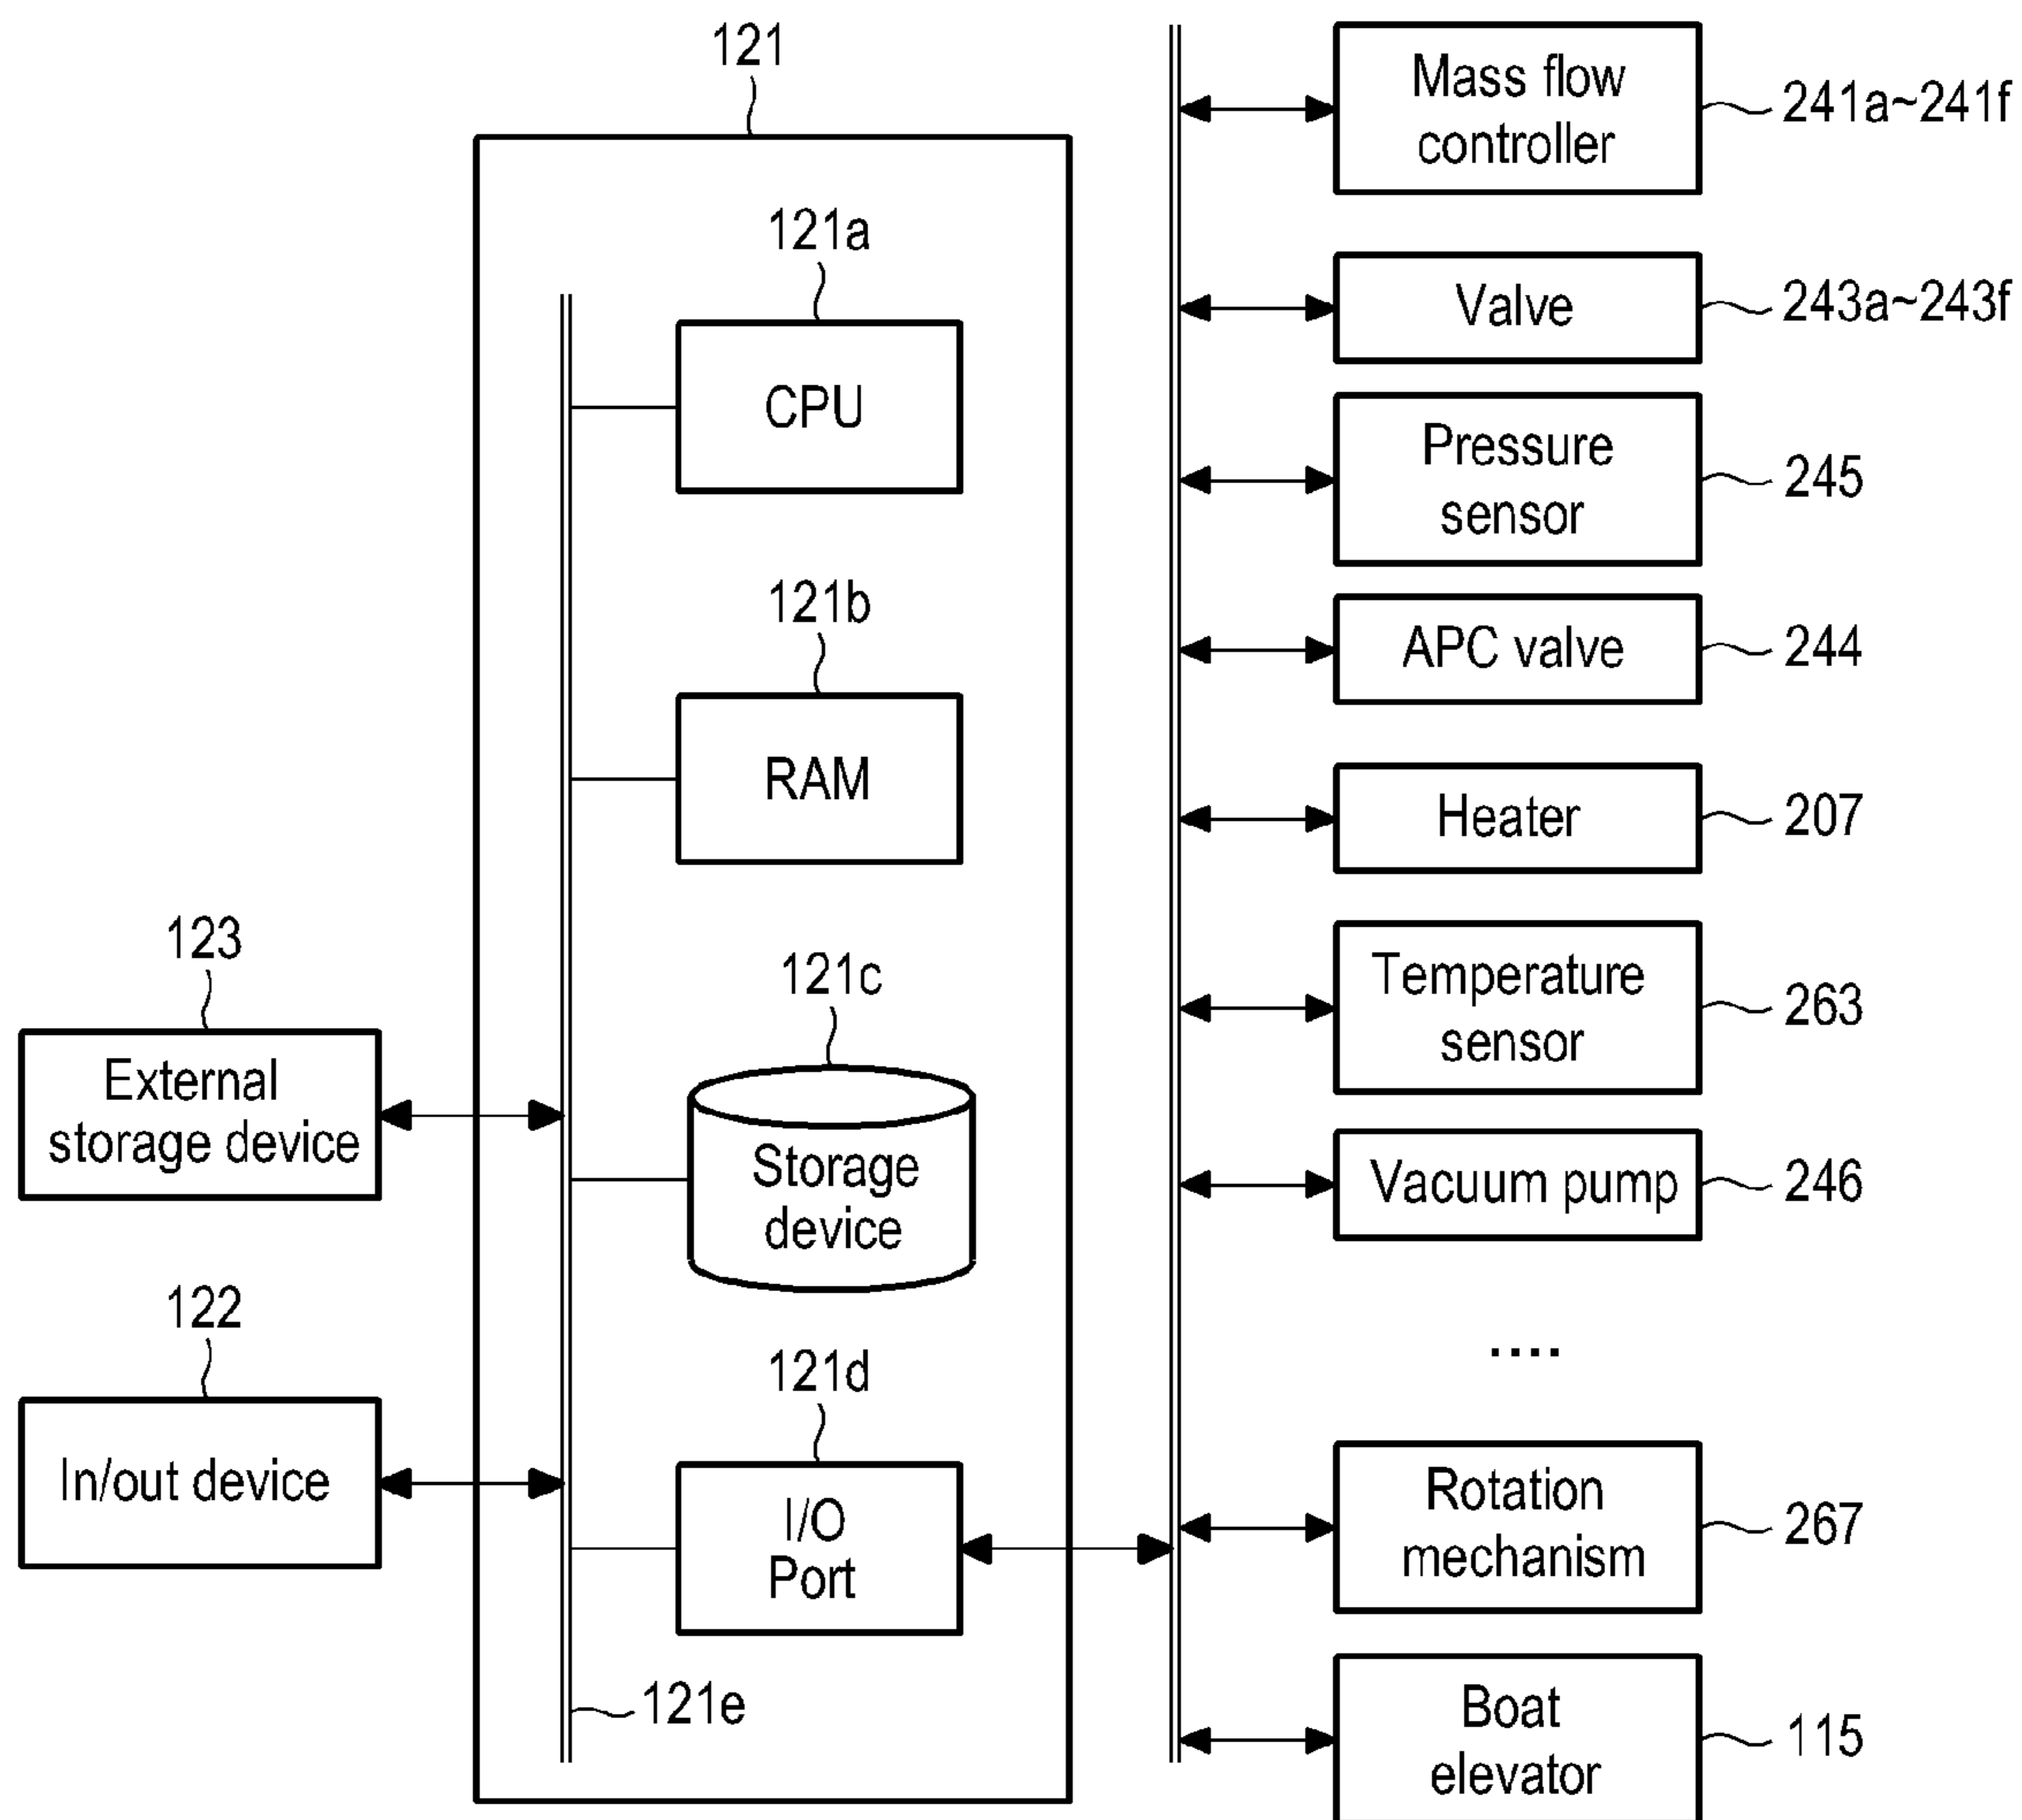 121
121a
CPU
121b
RAM
121c
Storage
device
121d
I/O
Port
121e
123
External
storage device
122
In/out device
Mass flow
controller
241a~241f
Valve
243a~243f
Pressure
sensor
245
APC valve
244
Heater
207
Temperature
sensor
263
Vacuum pump
246
....
Rotation
mechanism
267
Boat
elevator
115